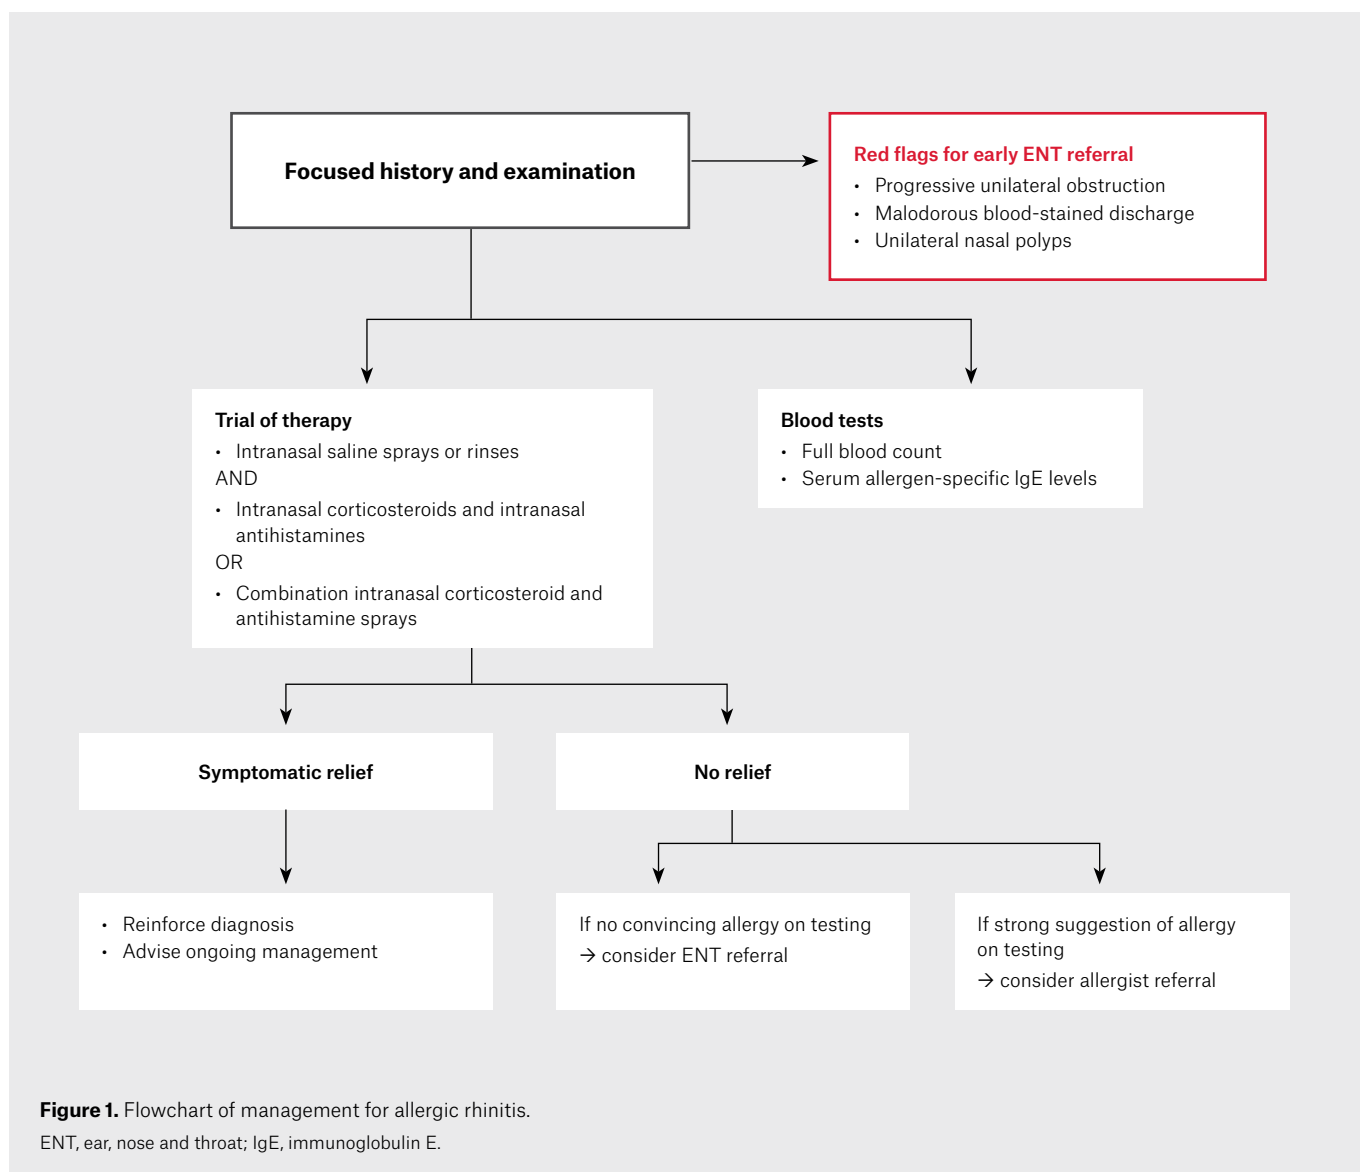 Focused history and examination
Red flags for early ENT referral
• Progressive unilateral obstruction
• Malodorous blood-stained discharge
• Unilateral nasal polyps
Trial of therapy
• Intranasal saline sprays or rinses
AND
• Intranasal corticosteroids and intranasal
antihistamines
OR
• Combination intranasal corticosteroid and
antihistamine sprays
Blood tests
• Full blood count
• Serum allergen-specific IgE levels
Symptomatic relief
No relief
• Reinforce diagnosis
• Advise ongoing management
If no convincing allergy on testing
→ consider ENT referral
If strong suggestion of allergy
on testing
→ consider allergist referral
Figure 1. Flowchart of management for allergic rhinitis.
ENT, ear, nose and throat; IgE, immunoglobulin E.